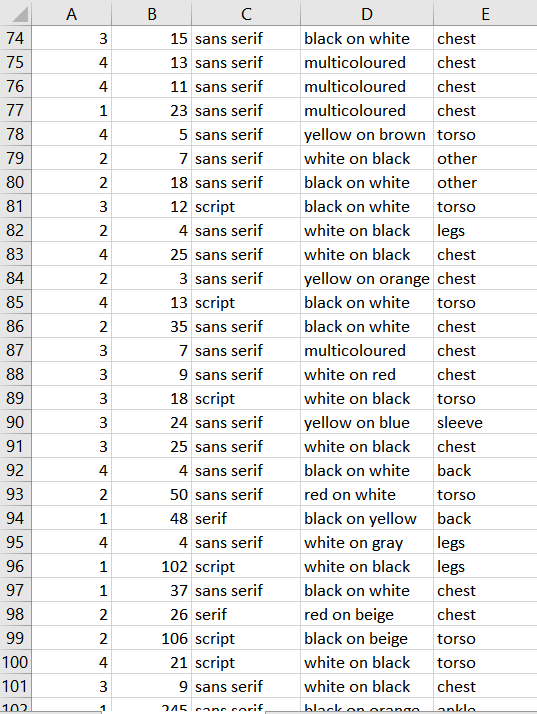 A B C D E
74 3 15 sans serif black on white chest
75 4 13 sans serif multicoloured chest
76 4 11 sans serif multicoloured chest
77 1 23 sans serif multicoloured chest
78 4 5 sans serif yellow on brown torso
79 2 7 sans serif white on black other
80 2 18 sans serif black on white other
81 3 12 script black on white torso
82 2 4 sans serif white on black legs
83 4 25 sans serif white on black chest
84 2 3 sans serif yellow on orange chest
85 4 13 script black on white torso
86 2 35 sans serif black on white chest
87 3 7 sans serif multicoloured chest
88 3 9 sans serif white on red chest
89 3 18 script white on black torso
90 3 24 sans serif yellow on blue sleeve
91 3 25 sans serif white on black chest
92 4 4 sans serif black on white back
93 2 50 sans serif red on white torso
94 1 48 serif black on yellow back
95 4 4 sans serif white on gray legs
96 1 102 script white on black legs
97 1 37 sans serif black on white chest
98 2 26 serif red on beige chest
99 2 106 script black on beige torso
100 4 21 script white on black torso
101 3 9 sans serif white on black chest
102 1 245 sans serif black on orange ankle